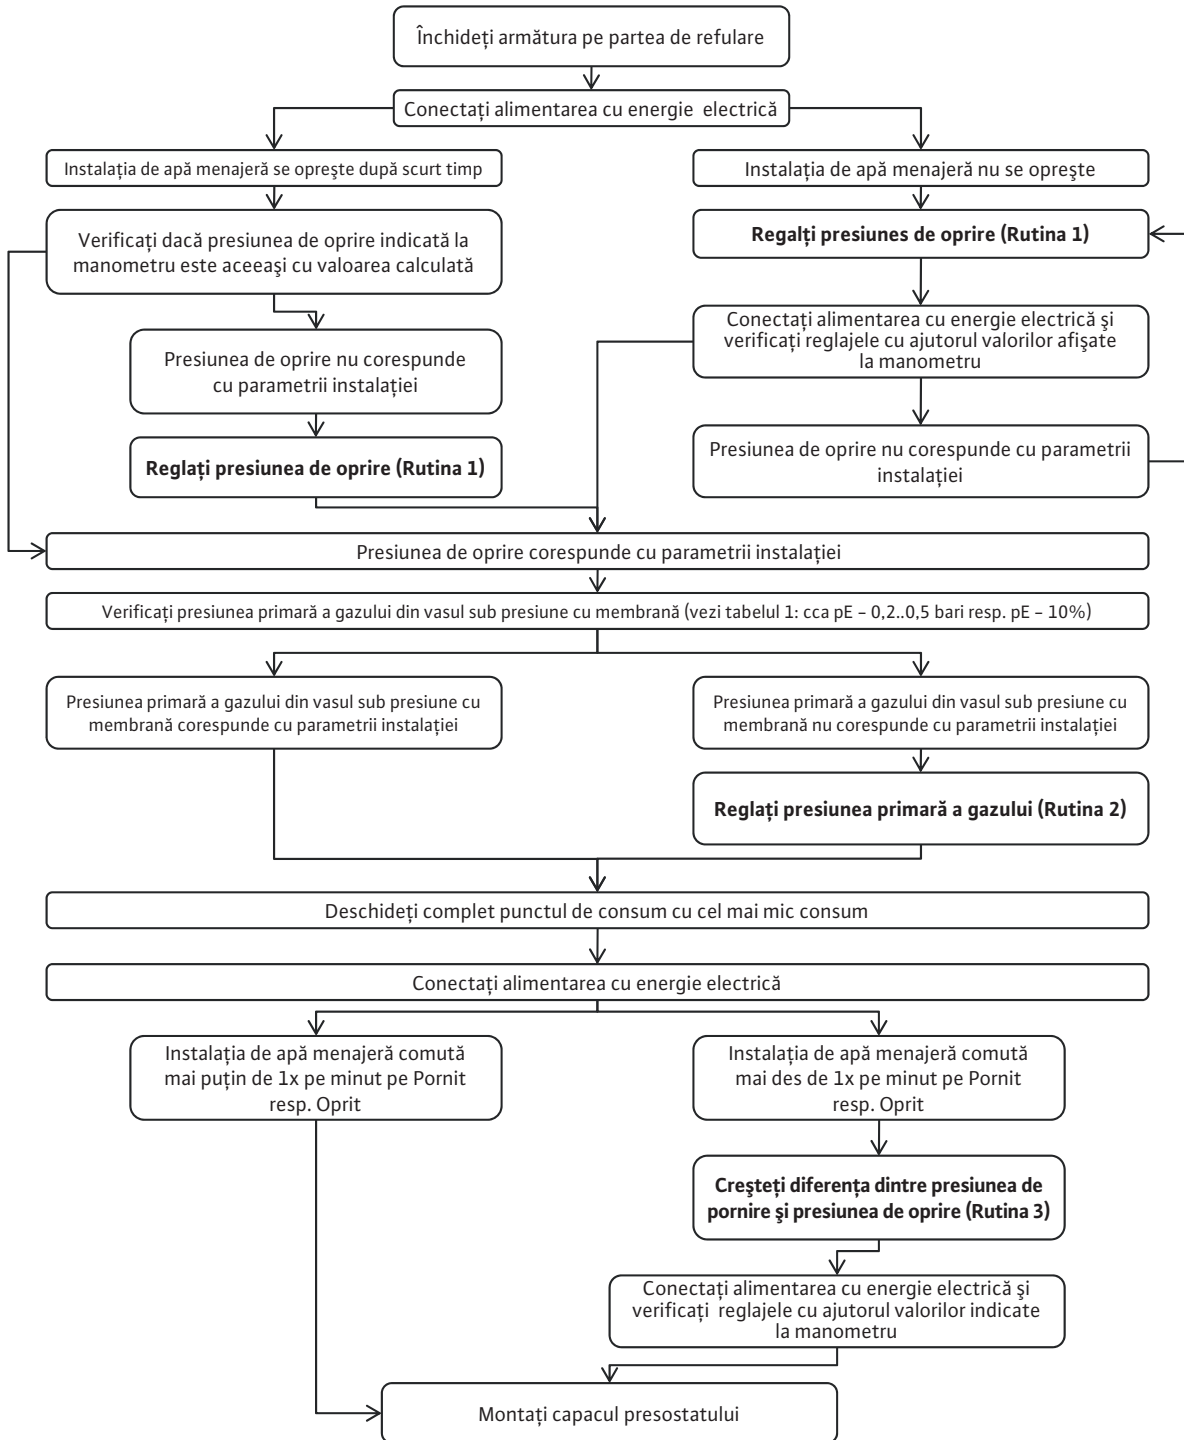 Închideți armătura pe partea de refulare
Conectați alimentarea cu energie electrică
Instalația de apă menajeră se oprește după scurt timp
Instalația de apă menajeră nu se oprește
Verificați dacă presiunea de oprire indicată la
manometru este aceeași cu valoarea calculată
Regalți presiunes de oprire (Rutina 1)
Conectați alimentarea cu energie electrică și
verificați reglajele cu ajutorul valorilor afișate
la manometru
Presiunea de oprire nu corespunde
cu parametrii instalației
Reglați presiunea de oprire (Rutina 1)
Presiunea de oprire nu corespunde cu parametrii
instalației
Presiunea de oprire corespunde cu parametrii instalației
Verificați presiunea primară a gazului din vasul sub presiune cu membrană (vezi tabelul 1: cca pE – 0,2..0,5 bari resp. pE – 10%)
Presiunea primară a gazului din vasul sub presiune cu
membrană corespunde cu parametrii instalației
Presiunea primară a gazului din vasul sub presiune cu
membrană nu corespunde cu parametrii instalației
Reglați presiunea primară a gazului (Rutina 2)
Deschideți complet punctul de consum cu cel mai mic consum
Conectați alimentarea cu energie electrică
Instalația de apă menajeră comută
mai puțin de 1x pe minut pe Pornit
resp. Oprit
Instalația de apă menajeră comută
mai des de 1x pe minut pe Pornit
resp. Oprit
Creșteți diferența dintre presiunea de
pornire și presiunea de oprire (Rutina 3)
Conectați alimentarea cu energie electrică și
verificați reglajele cu ajutorul valorilor indicate
la manometru
Montați capacul presostatului